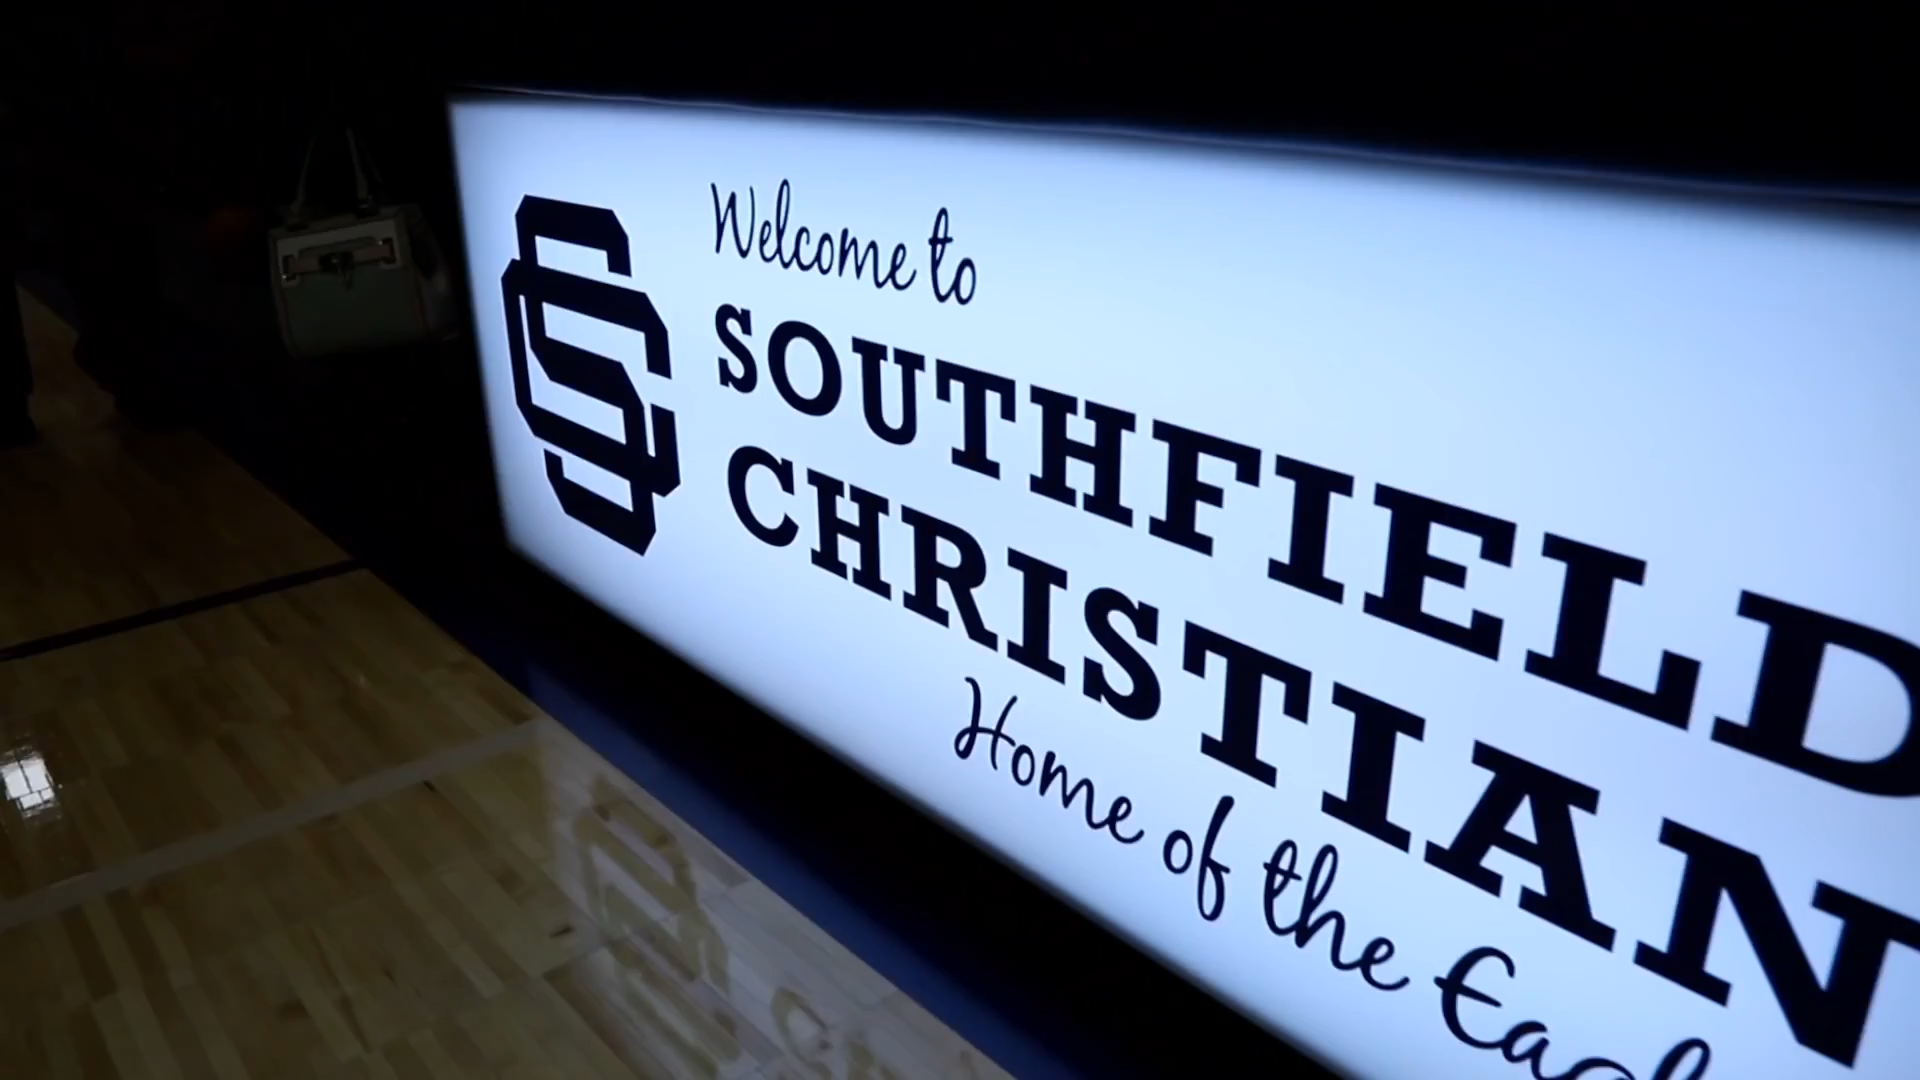 SC
Welcome to
SOUTHFIELD
CHRISTIAN
Home of the